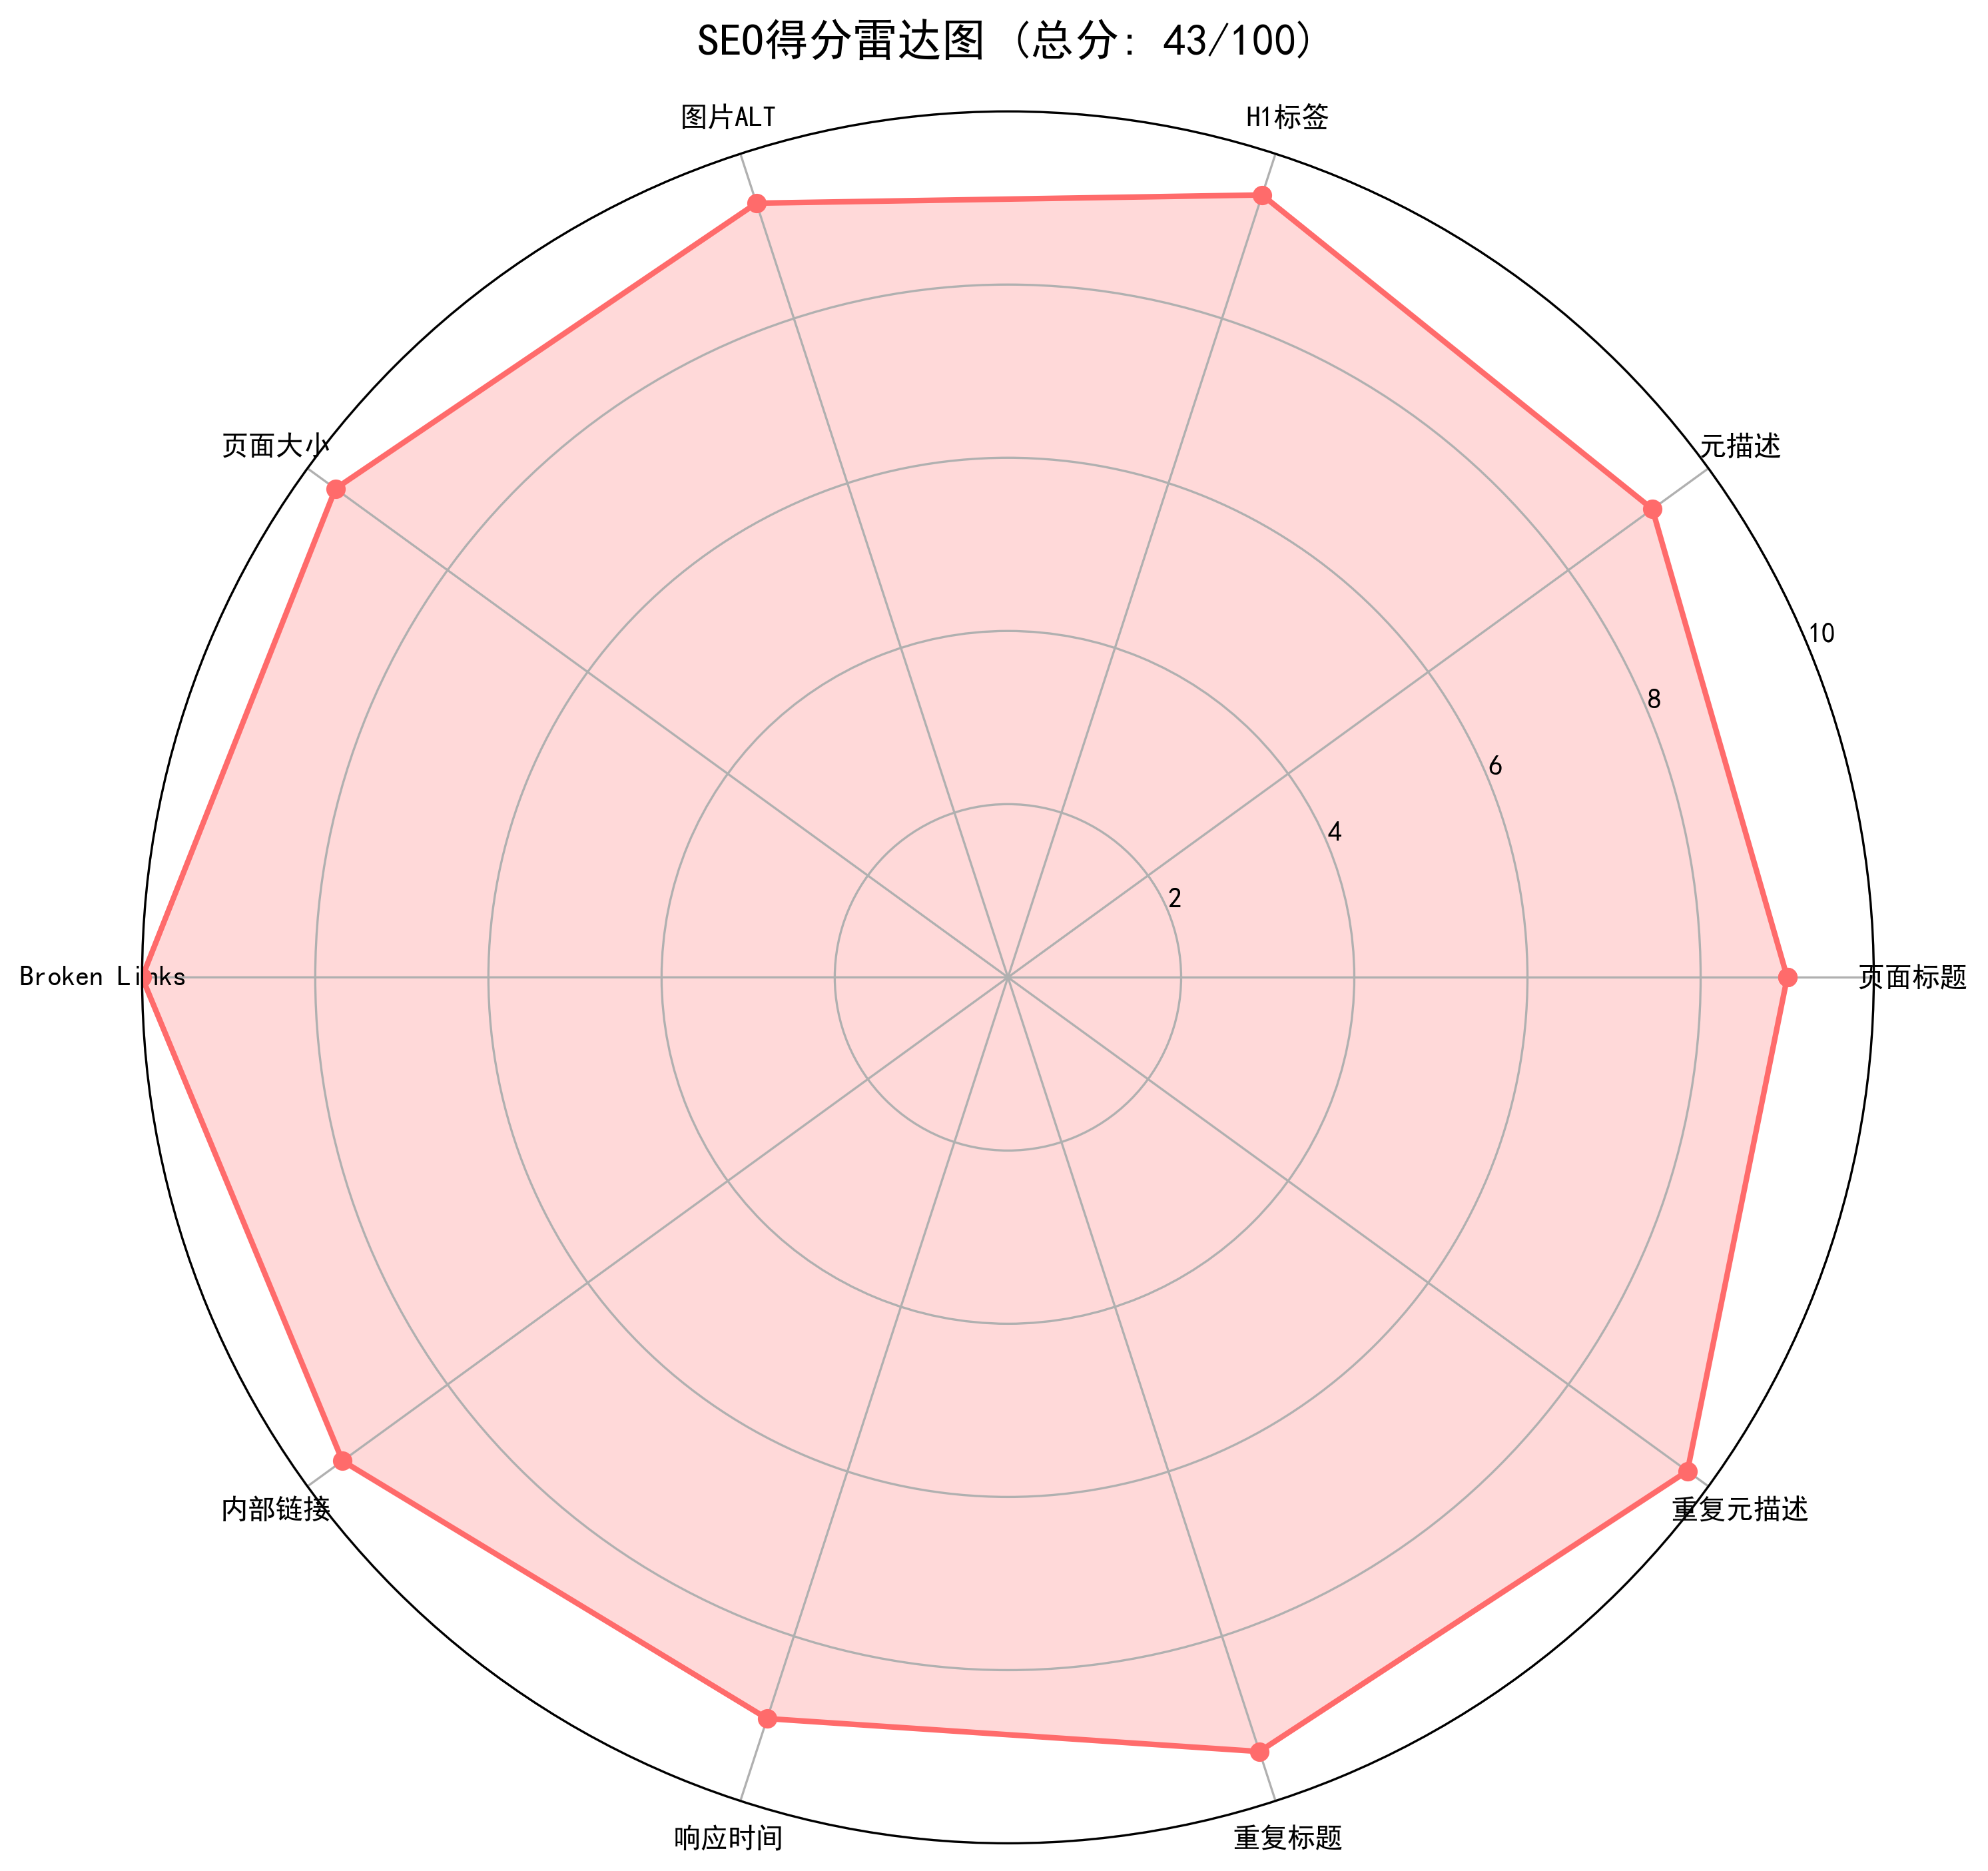 SEO得分雷达图 (总分: 43/100)
图片ALT
H1标签
页面大小
元描述
10
8
6
4
2
Broken Links
页面标题
内部链接
重复元描述
响应时间
重复标题